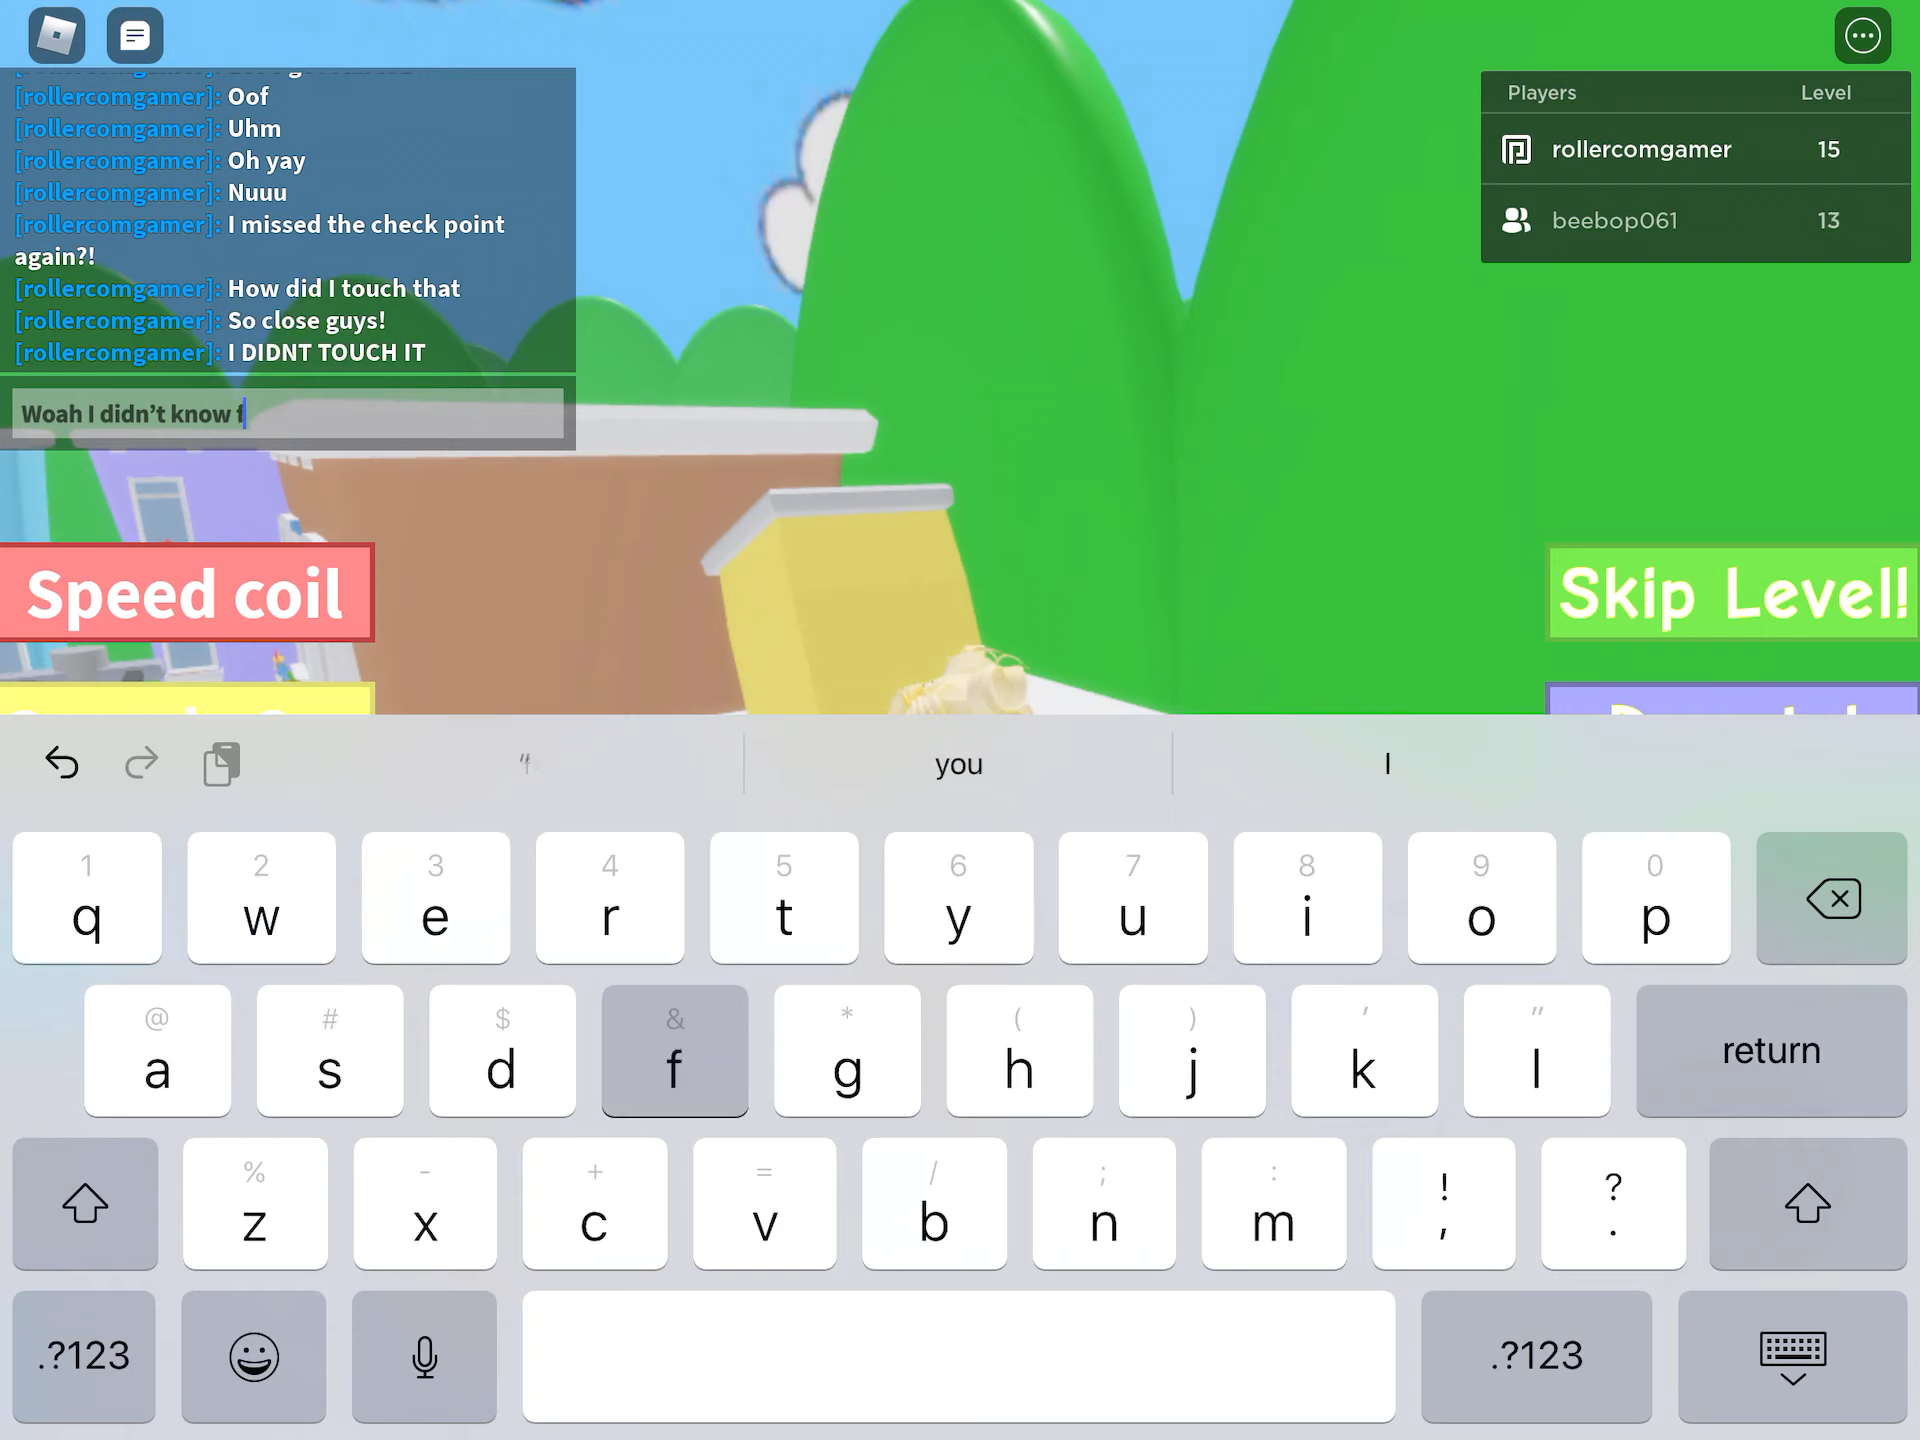 [rollercomgamer]: Oof
[rollercomgamer]: Uhm
[rollercomgamer]: Oh yay
[rollercomgamer]: Nuuu
[rollercomgamer]: I missed the check point
again?!
[rollercomgamer]: How did I touch that
[rollercomgamer]: So close guys!
[rollercomgamer]: I DIDNT TOUCH IT
Woah I didn’t know f
Players Level
rollercomgamer 15
beebop061 13
Speed coil
Skip Level!
you I
1 2 3 4 5 6 7 8 9 0
q w e r t y u i o p
@ # $ & * ( ) ' "
a s d f g h j k l return
% - + = / ; : ! ?
z x c v b n m , .
.?123 .?123